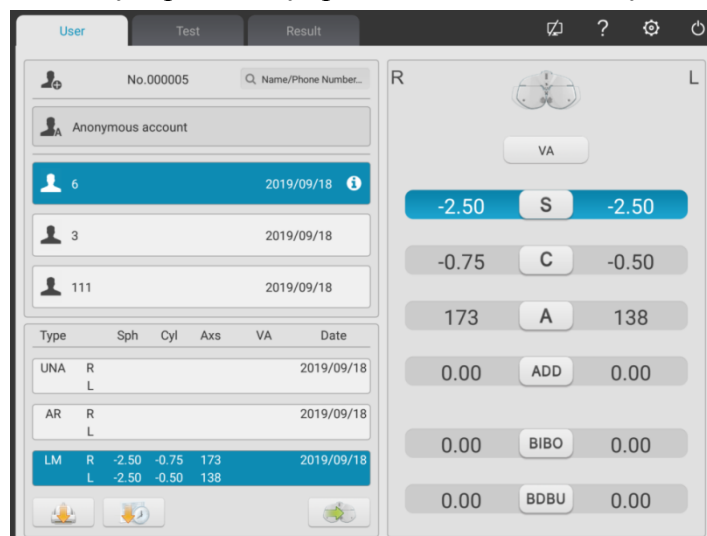 User Test Result ?
No.000005 Name/Phone Number...
A Anonymous account
6 2019/09/18 i
3 2019/09/18
111 2019/09/18
Type Sph Cyl Axs VA Date
UNA R 2019/09/18
L
AR R 2019/09/18
L
LM R -2.50 -0.75 173 2019/09/18
L -2.50 -0.50 138
R L
VA
-2.50 S -2.50
-0.75 C -0.50
173 A 138
0.00 ADD 0.00
0.00 BIBO 0.00
0.00 BDBU 0.00